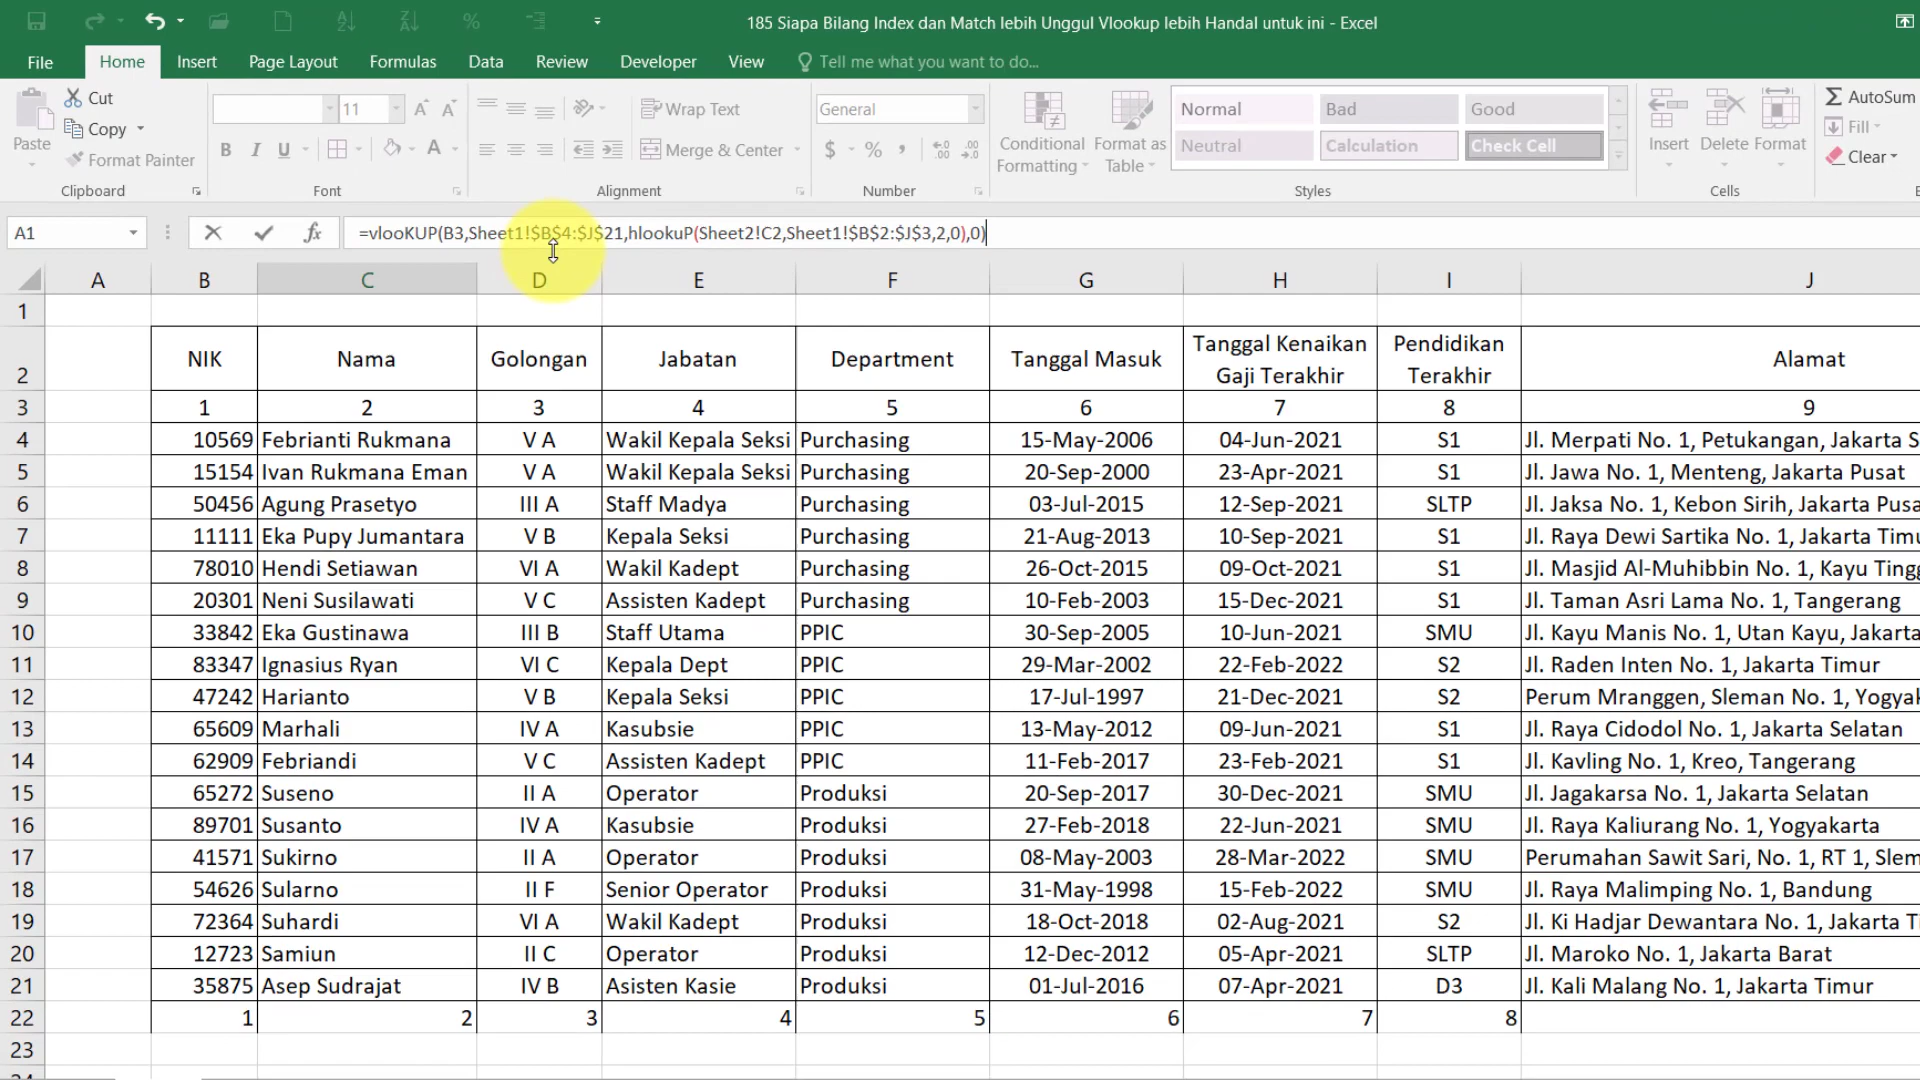 185 Siapa Bilang Index dan Match lebih Unggul Vlookup lebih Handal untuk ini - Excel
File Home Insert Page Layout Formulas Data Review Developer View Tell me what you want to do...
Cut
Copy
Format Painter
Paste
Clipboard
11
Font
Wrap Text
Merge & Center
Alignment
General
Number
Conditional Formatting
Format as Table
Normal Bad Good
Neutral Calculation Check Cell
Styles
Insert Delete Format
Cells
AutoSum
Fill
Clear
A1 fx =vlooKUP(B3,Sheet1!$B$4:$J$21,hlookuP(Sheet2!C2,Sheet1!$B$2:$J$3,2,0),0)
A B C D E F G H I J
1
2 NIK Nama Golongan Jabatan Department Tanggal Masuk Tanggal Kenaikan Gaji Terakhir Pendidikan Terakhir Alamat
3 1 2 3 4 5 6 7 8 9
4 10569 Febrianti Rukmana V A Wakil Kepala Seksi Purchasing 15-May-2006 04-Jun-2021 S1 Jl. Merpati No. 1, Petukangan, Jakarta S
5 15154 Ivan Rukmana Eman V A Wakil Kepala Seksi Purchasing 20-Sep-2000 23-Apr-2021 S1 Jl. Jawa No. 1, Menteng, Jakarta Pusat
6 50456 Agung Prasetyo III A Staff Madya Purchasing 03-Jul-2015 12-Sep-2021 SLTP Jl. Jaksa No. 1, Kebon Sirih, Jakarta Pusa
7 11111 Eka Pupy Jumantara V B Kepala Seksi Purchasing 21-Aug-2013 10-Sep-2021 S1 Jl. Raya Dewi Sartika No. 1, Jakarta Timu
8 78010 Hendi Setiawan VI A Wakil Kadept Purchasing 26-Oct-2015 09-Oct-2021 S1 Jl. Masjid Al-Muhibbin No. 1, Kayu Tingg
9 20301 Neni Susilawati V C Assisten Kadept Purchasing 10-Feb-2003 15-Dec-2021 S1 Jl. Taman Asri Lama No. 1, Tangerang
10 33842 Eka Gustinawa III B Staff Utama PPIC 30-Sep-2005 10-Jun-2021 SMU Jl. Kayu Manis No. 1, Utan Kayu, Jakarta
11 83347 Ignasius Ryan VI C Kepala Dept PPIC 29-Mar-2002 22-Feb-2022 S2 Jl. Raden Inten No. 1, Jakarta Timur
12 47242 Harianto V B Kepala Seksi PPIC 17-Jul-1997 21-Dec-2021 S2 Perum Mranggen, Sleman No. 1, Yogyak
13 65609 Marhali IV A Kasubsie PPIC 13-May-2012 09-Jun-2021 S1 Jl. Raya Cidodol No. 1, Jakarta Selatan
14 62909 Febriandi V C Assisten Kadept PPIC 11-Feb-2017 23-Feb-2021 S1 Jl. Kavling No. 1, Kreo, Tangerang
15 65272 Suseno II A Operator Produksi 20-Sep-2017 30-Dec-2021 SMU Jl. Jagakarsa No. 1, Jakarta Selatan
16 89701 Susanto IV A Kasubsie Produksi 27-Feb-2018 22-Jun-2021 SMU Jl. Raya Kaliurang No. 1, Yogyakarta
17 41571 Sukirno II A Operator Produksi 08-May-2003 28-Mar-2022 SMU Perumahan Sawit Sari, No. 1, RT 1, Slem
18 54626 Sularno II F Senior Operator Produksi 31-May-1998 15-Feb-2022 SMU Jl. Raya Malimping No. 1, Bandung
19 72364 Suhardi VI A Wakil Kadept Produksi 18-Oct-2018 02-Aug-2021 S2 Jl. Ki Hadjar Dewantara No. 1, Jakarta Ti
20 12723 Samiun II C Operator Produksi 12-Dec-2012 05-Apr-2021 SLTP Jl. Maroko No. 1, Jakarta Barat
21 35875 Asep Sudrajat IV B Asisten Kasie Produksi 01-Jul-2016 07-Apr-2021 D3 Jl. Kali Malang No. 1, Jakarta Timur
22 1 2 3 4 5 6 7 8
23